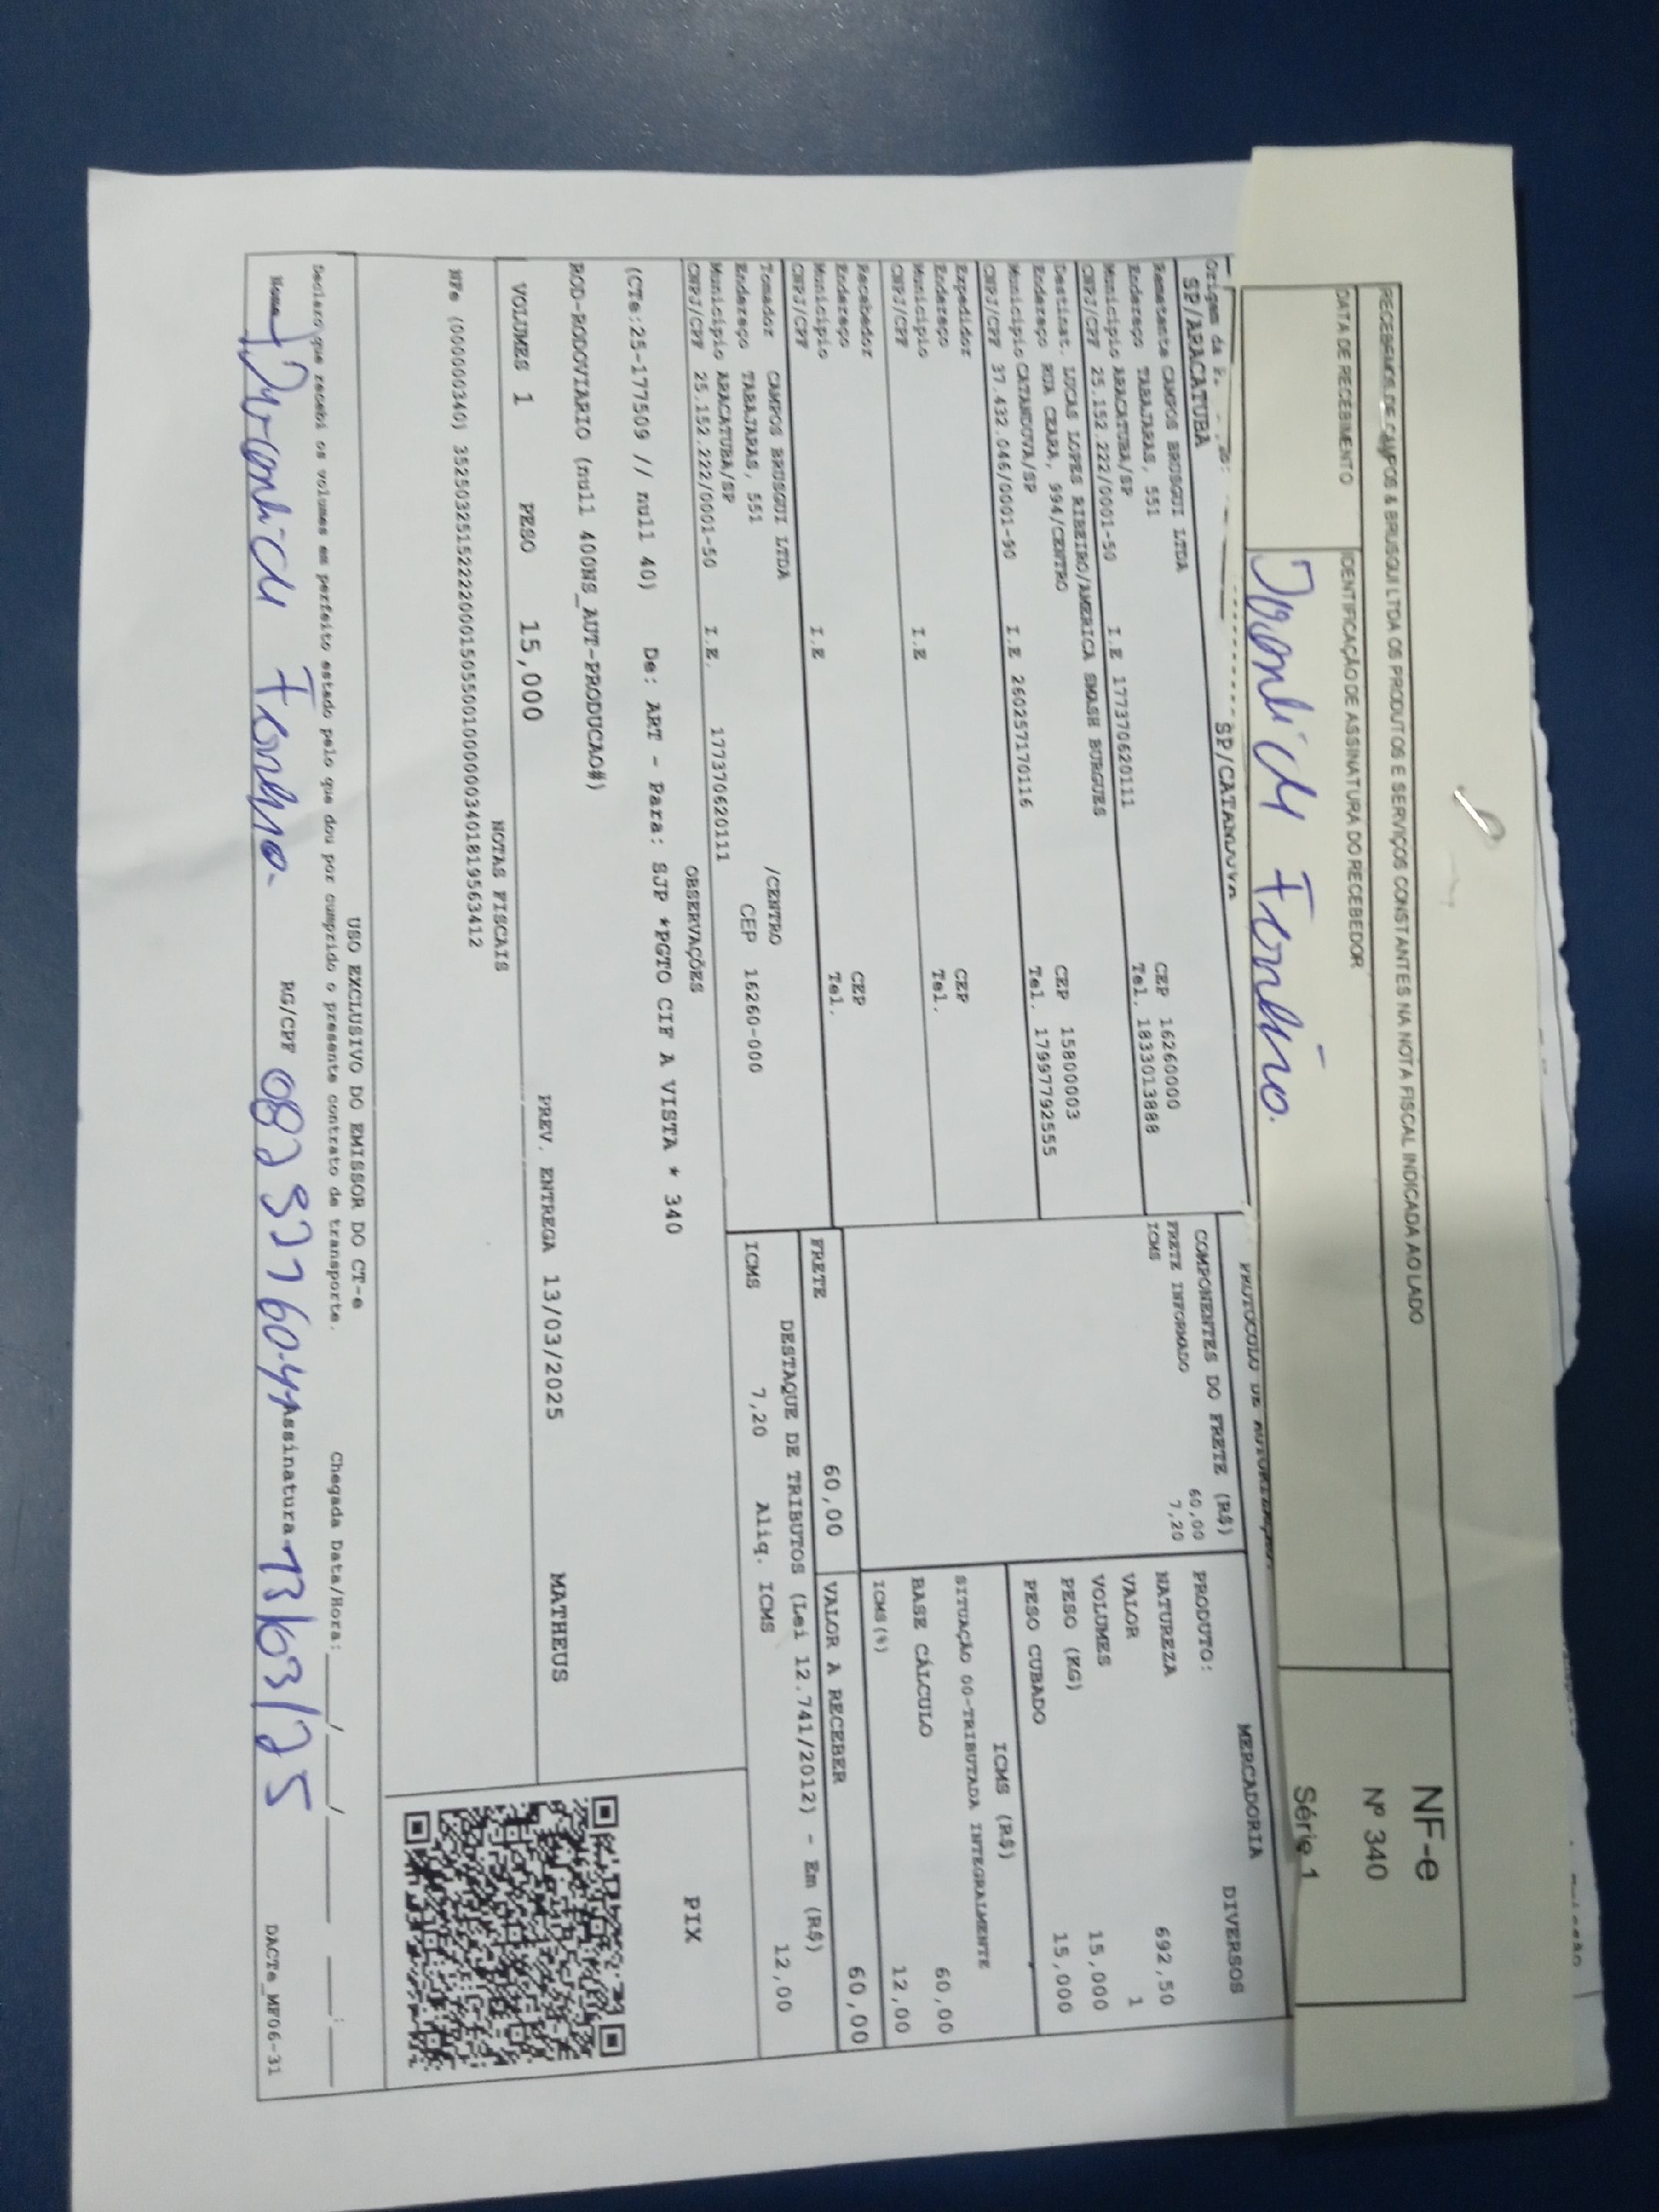 RECEBEMOS DE CAMPOS & BRUSGUI LTDA OS PRODUTOS E SERVIÇOS CONSTANTES NA NOTA FISCAL INDICADA AO LADO
NF-e
Nº 340
Série 1
DATA DE RECEBIMENTO
IDENTIFICAÇÃO DE ASSINATURA DO RECEBEDOR
Origem da
SP/ARACATUBA
SP/CATANDUVA
PROTOCOLO DE
Remetente CAMPOS BRUSGUI LTDA
Endereço TABAJARAS, 551
CEP 16260000
Município ARACATUBA/SP
Tel. 1833013888
CNPJ/CPF 25.152.222/0001-50 I.E 177370620111
Destinat. LUCAS LOPES RIBEIRO/AMERICA SMASH BURGUES
Endereço RUA CEARA, 994/CENTRO
CEP 15800003
Município CATANDUVA/SP
Tel. 17997792555
CNPJ/CPF 37.432.046/0001-90 I.E 260257170116
Expedidor
Endereço
CEP
Município
Tel.
CNPJ/CPF
I.E
Recebedor
Endereço
CEP
Município
Tel.
CNPJ/CPF
I.E
Tomador CAMPOS BRUSGUI LTDA
Endereço TABAJARAS, 551
/CENTRO
Município ARACATUBA/SP
CEP 16260-000
CNPJ/CPF 25.152.222/0001-50 I.E. 177370620111
COMPONENTES DO FRETE (R$)
FRETE INFORMADO 60,00
ICMS 7,20
MERCADORIA
PRODUTO: DIVERSOS
NATUREZA
VALOR 692,50
VOLUMES 1
PESO (KG) 15,000
PESO CUBADO 15,000
ICMS (R$)
SITUAÇÃO 00-TRIBUTADA INTEGRALMENTE
BASE CÁLCULO 60,00
ICMS(%) 12,00
FRETE 60,00
VALOR A RECEBER 60,00
DESTAQUE DE TRIBUTOS (Lei 12.741/2012) - Em (R$)
ICMS 7,20 Aliq. ICMS 12,00
OBSERVAÇÕES
(CTe:25-177509 // null 40) De: ART - Para: SJP *PGTO CIF A VISTA * 340
ROD-RODOVIARIO (null 400NS_AUT-PRODUCAO#)
PIX
VOLUMES 1 PESO 15,000 PREV. ENTREGA 13/03/2025 MATHEUS
NOTAS FISCAIS
NFe (000000340) 35250325152222000150550010000003401819563412
USO EXCLUSIVO DO EMISSOR DO CT-e
Declaro que recebi os volumes em perfeito estado pelo que dou por cumprido o presente contrato de transporte.
Chegada Data/Hora: ___/___/___ __:__
Nome
RG/CPF
Assinatura 13/03/25
DACTe_MF06-31